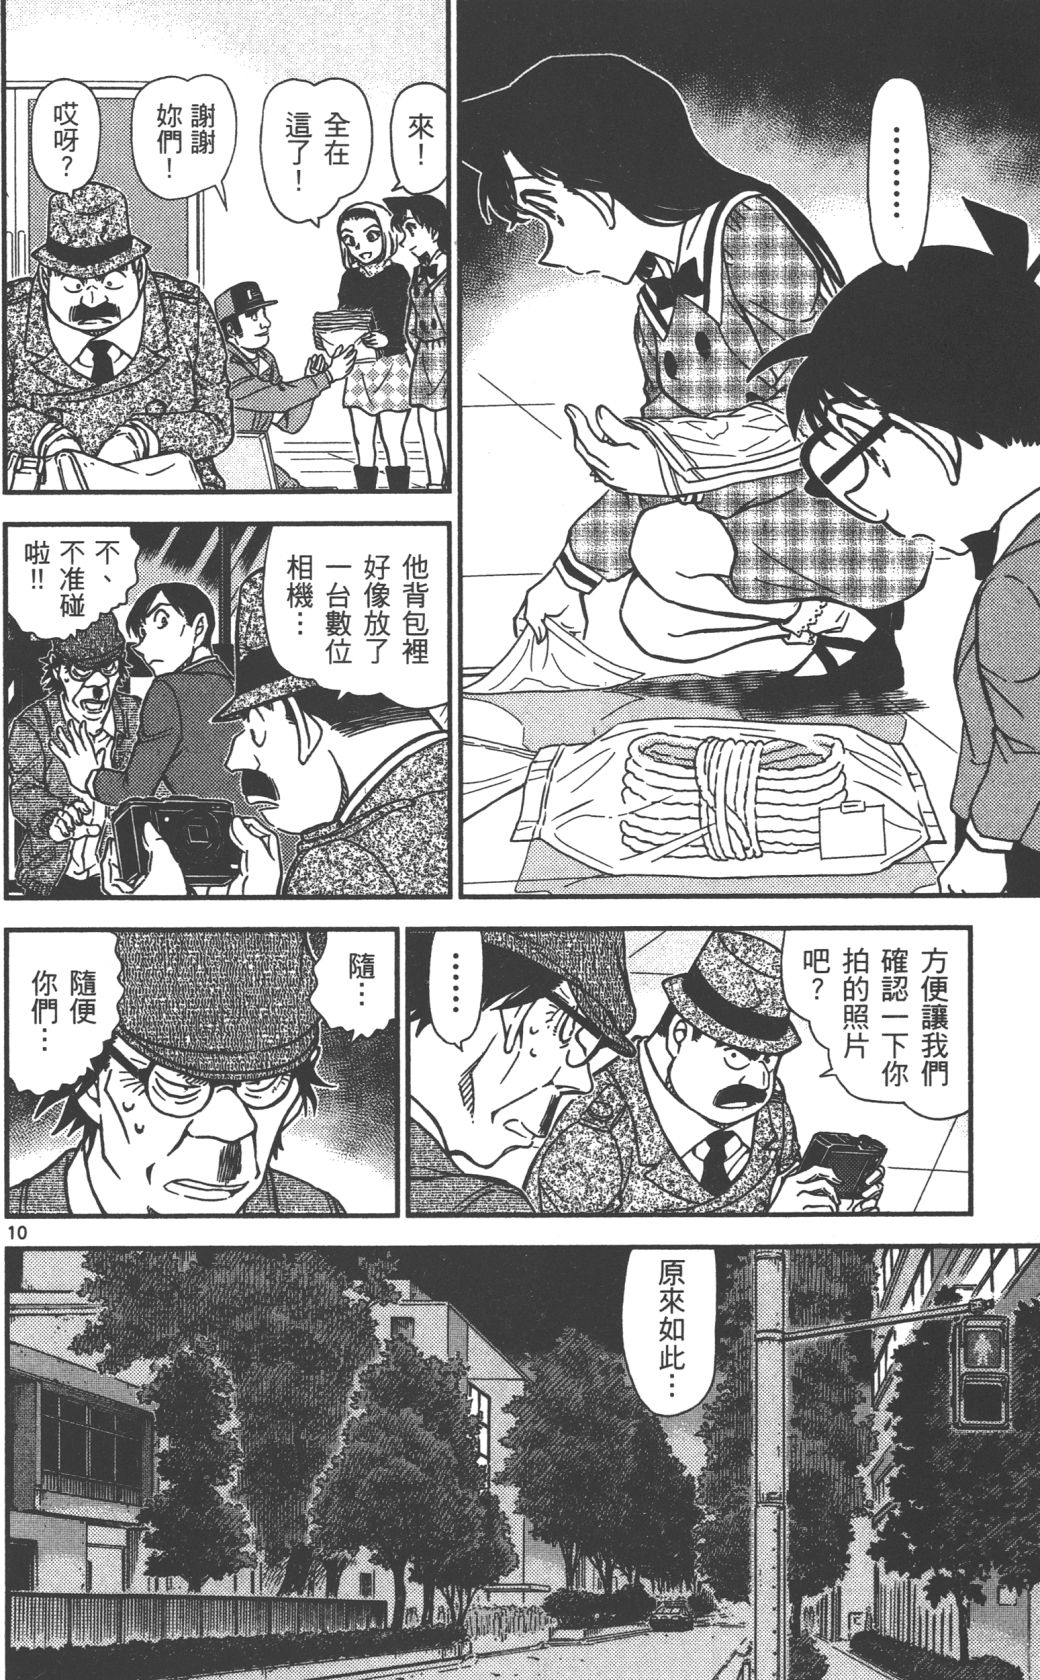 ………
來！
全在
這了！
謝謝
妳們！
哎呀？
他背包裡
好像放了
一台數位
相機…
不、
不准碰
啦!!
方便讓我們
確認一下你
拍的照片
吧？
………
隨…
隨便
你們…
10
原來如此…